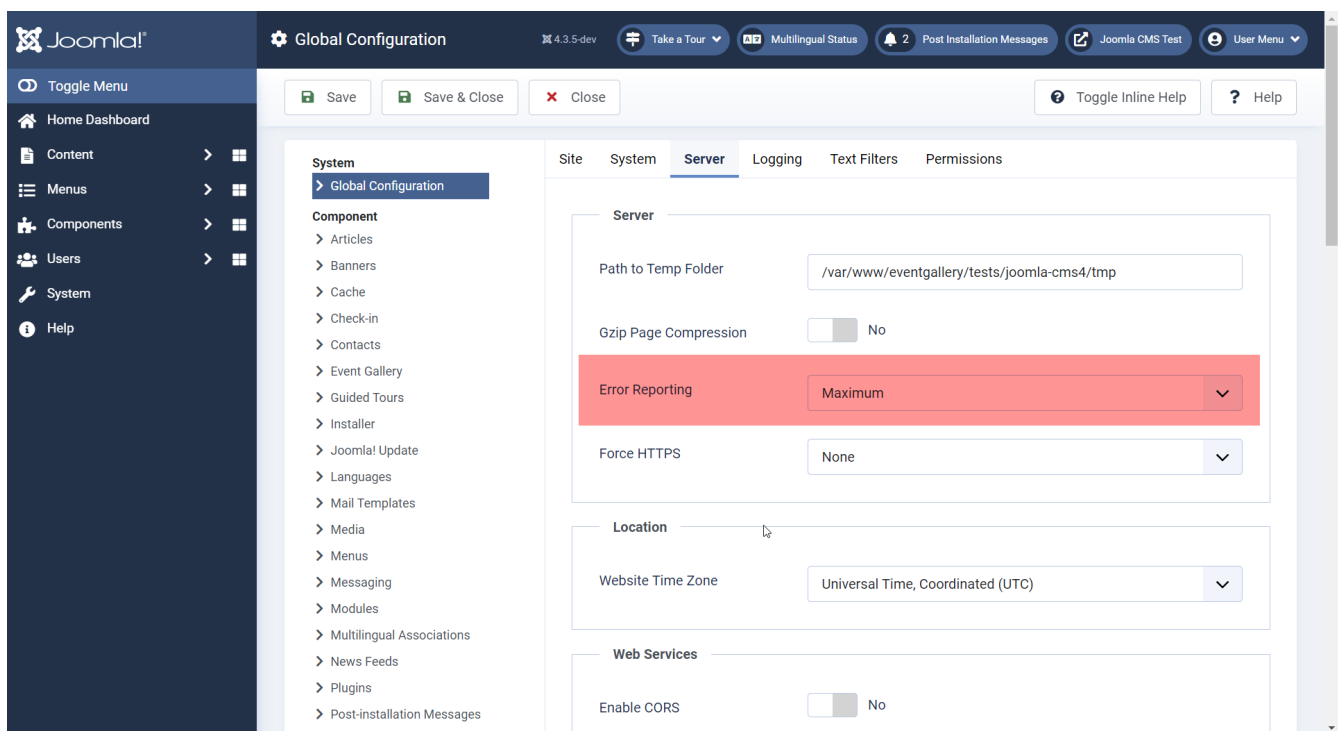 Joomla!®
Global Configuration
4.3.5-dev
Take a Tour
Multilingual Status
2 Post Installation Messages
Joomla CMS Test
User Menu
Toggle Menu
Home Dashboard
Content
Menus
Components
Users
System
Help
Save
Save & Close
Close
Toggle Inline Help
? Help
System
Global Configuration
Component
Articles
Banners
Cache
Check-in
Contacts
Event Gallery
Guided Tours
Installer
Joomla! Update
Languages
Mail Templates
Media
Menus
Messaging
Modules
Multilingual Associations
News Feeds
Plugins
Post-installation Messages
Site System Server Logging Text Filters Permissions
Server
Path to Temp Folder /var/www/eventgallery/tests/joomla-cms4/tmp
Gzip Page Compression No
Error Reporting Maximum
Force HTTPS None
Location
Website Time Zone Universal Time, Coordinated (UTC)
Web Services
Enable CORS No